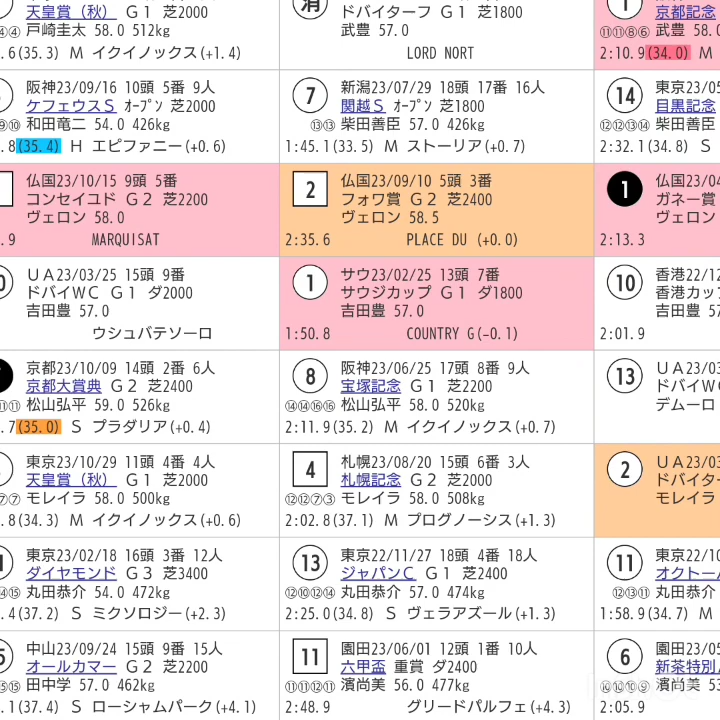 天皇賞（秋） Ｇ１ 芝2000
④④ 戸崎圭太 58.0 512kg
.6(35.3) Ｍ イクイノックス(+1.4)
消 ドバイターフ Ｇ１ 芝1800
武豊 57.0
LORD NORT
1 京都記念
⑪⑪⑧⑥ 武豊 58.0
2:10.9(34.0) Ｍ
阪神23/09/16 10頭 5番 9人
ケフェウスＳ ｵｰﾌﾟﾝ 芝2000
⑨⑩ 和田竜二 54.0 426kg
.8(35.4) Ｈ エピファニー(+0.6)
7 新潟23/07/29 18頭 17番 16人
関越Ｓ ｵｰﾌﾟﾝ 芝1800
⑬⑬ 柴田善臣 57.0 426kg
1:45.1(33.5) Ｍ ストーリア(+0.7)
14 東京23/05
目黒記念
⑫⑫⑬⑭ 柴田善臣
2:32.1(34.8) Ｓ
仏国23/10/15 9頭 5番
コンセイユド Ｇ２ 芝2200
ヴェロン 58.0
.9 MARQUISAT
2 仏国23/09/10 5頭 3番
フォワ賞 Ｇ２ 芝2400
ヴェロン 58.5
2:35.6 PLACE DU (+0.0)
1 仏国23/04
ガネー賞
ヴェロン
2:13.3
ＵＡ23/03/25 15頭 9番
ドバイＷＣ Ｇ１ ダ2000
吉田豊 57.0
ウシュバテソーロ
1 サウ23/02/25 13頭 7番
サウジカップ Ｇ１ ダ1800
吉田豊 57.0
1:50.8 COUNTRY G(-0.1)
10 香港22/12
香港カップ
吉田豊 57
2:01.9
京都23/10/09 14頭 2番 6人
京都大賞典 Ｇ２ 芝2400
⑪⑪ 松山弘平 59.0 526kg
.7(35.0) Ｓ プラダリア(+0.4)
8 阪神23/06/25 17頭 8番 9人
宝塚記念 Ｇ１ 芝2200
⑭⑭⑯⑯ 松山弘平 58.0 520kg
2:11.9(35.2) Ｍ イクイノックス(+0.7)
13 ＵＡ23/03
ドバイＷＣ
デムーロ
東京23/10/29 11頭 4番 4人
天皇賞（秋） Ｇ１ 芝2000
⑦⑦ モレイラ 58.0 500kg
.8(34.3) Ｍ イクイノックス(+0.6)
4 札幌23/08/20 15頭 6番 3人
札幌記念 Ｇ２ 芝2000
⑫⑫⑦③ モレイラ 58.0 508kg
2:02.8(37.1) Ｍ プログノーシス(+1.3)
2 ＵＡ23/03
ドバイター
モレイラ
東京23/02/18 16頭 3番 12人
ダイヤモンド Ｇ３ 芝3400
⑭⑮ 丸田恭介 54.0 472kg
.4(37.2) Ｓ ミクソロジー(+2.3)
13 東京22/11/27 18頭 4番 18人
ジャパンＣ Ｇ１ 芝2400
⑫⑩⑫⑭ 丸田恭介 57.0 474kg
2:25.0(34.8) Ｓ ヴェラアズール(+1.3)
11 東京22/10
オクトーバ
⑫⑬⑪ 丸田恭介
1:58.9(34.7) Ｍ
中山23/09/24 15頭 9番 15人
オールカマー Ｇ２ 芝2200
⑮⑮ 田中学 57.0 462kg
.1(37.4) Ｓ ローシャムパーク(+4.1)
11 園田23/06/01 12頭 1番 10人
六甲盃 重賞 ダ2400
⑪⑪⑫⑪ 濱尚美 56.0 477kg
2:48.9 グリードパルフェ(+4.3)
6 園田23/05
新茶特別
⑩⑩⑩⑨ 濱尚美 53
2:05.9